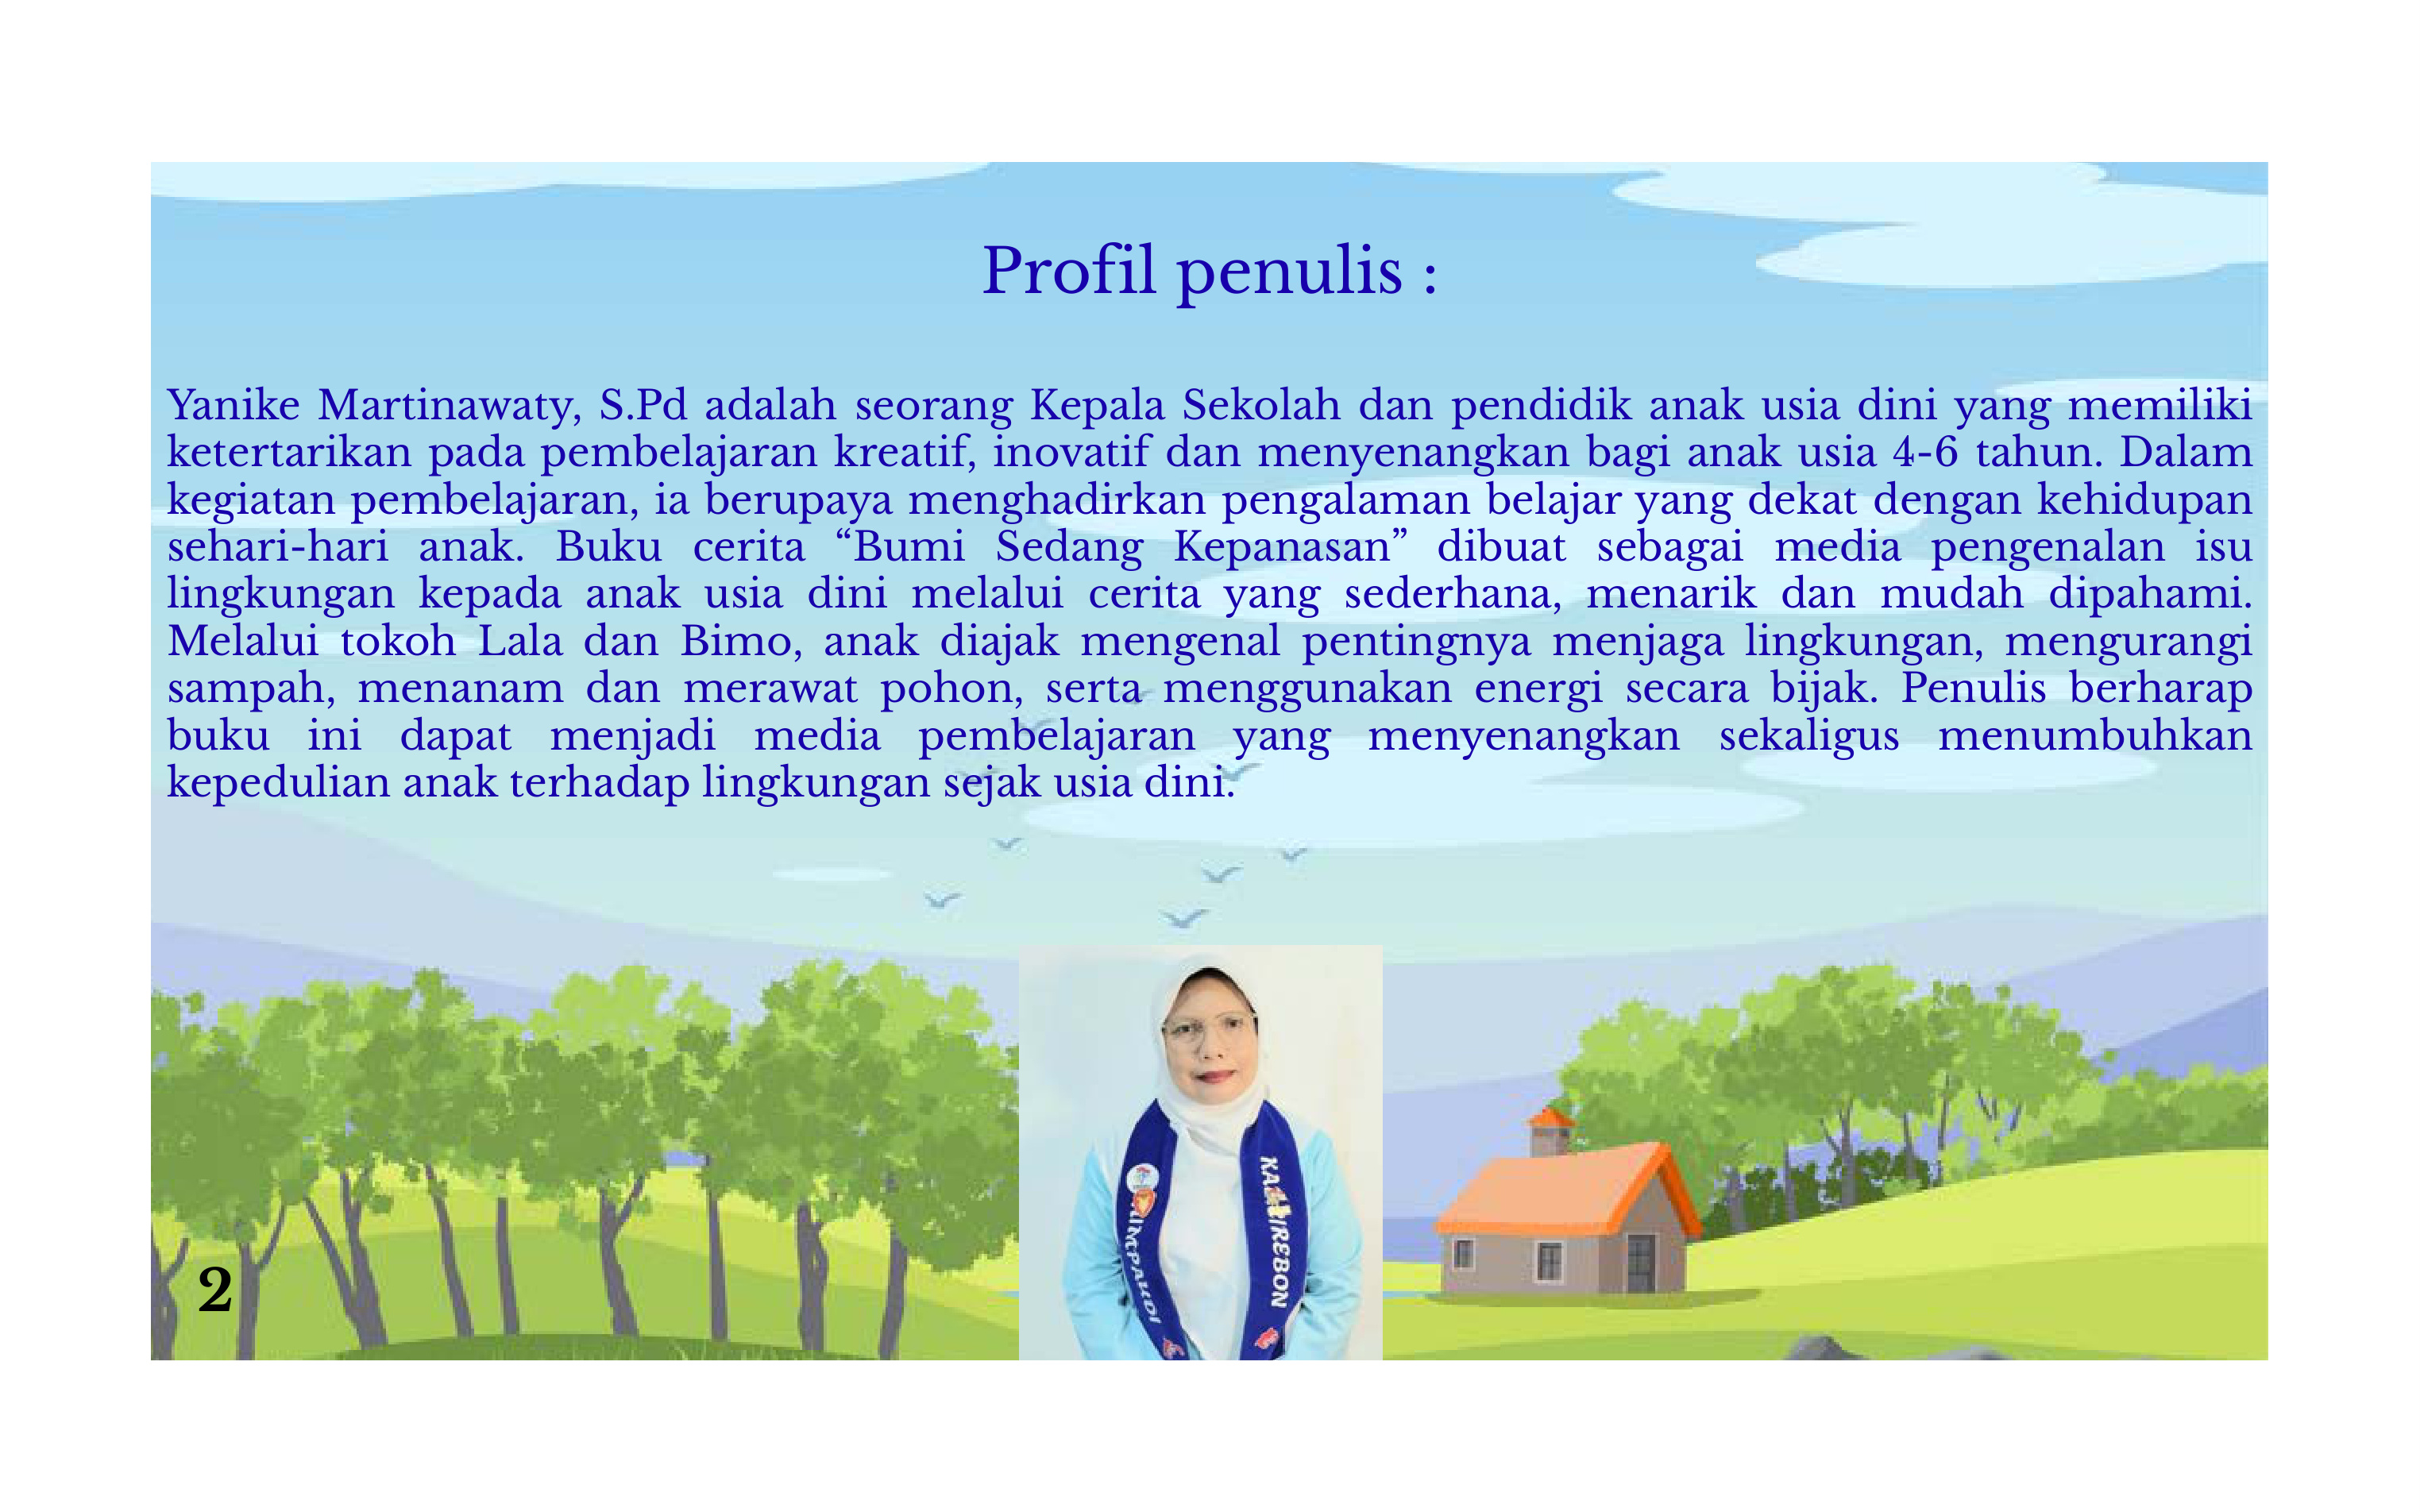 Profil penulis :
Yanike Martinawaty, S.Pd adalah seorang Kepala Sekolah dan pendidik anak usia dini yang memiliki
ketertarikan pada pembelajaran kreatif, inovatif dan menyenangkan bagi anak usia 4-6 tahun. Dalam
kegiatan pembelajaran, ia berupaya menghadirkan pengalaman belajar yang dekat dengan kehidupan
sehari-hari anak. Buku cerita “Bumi Sedang Kepanasan” dibuat sebagai media pengenalan isu
lingkungan kepada anak usia dini melalui cerita yang sederhana, menarik dan mudah dipahami.
Melalui tokoh Lala dan Bimo, anak diajak mengenal pentingnya menjaga lingkungan, mengurangi
sampah, menanam dan merawat pohon, serta menggunakan energi secara bijak. Penulis berharap
buku ini dapat menjadi media pembelajaran yang menyenangkan sekaligus menumbuhkan
kepedulian anak terhadap lingkungan sejak usia dini.
2